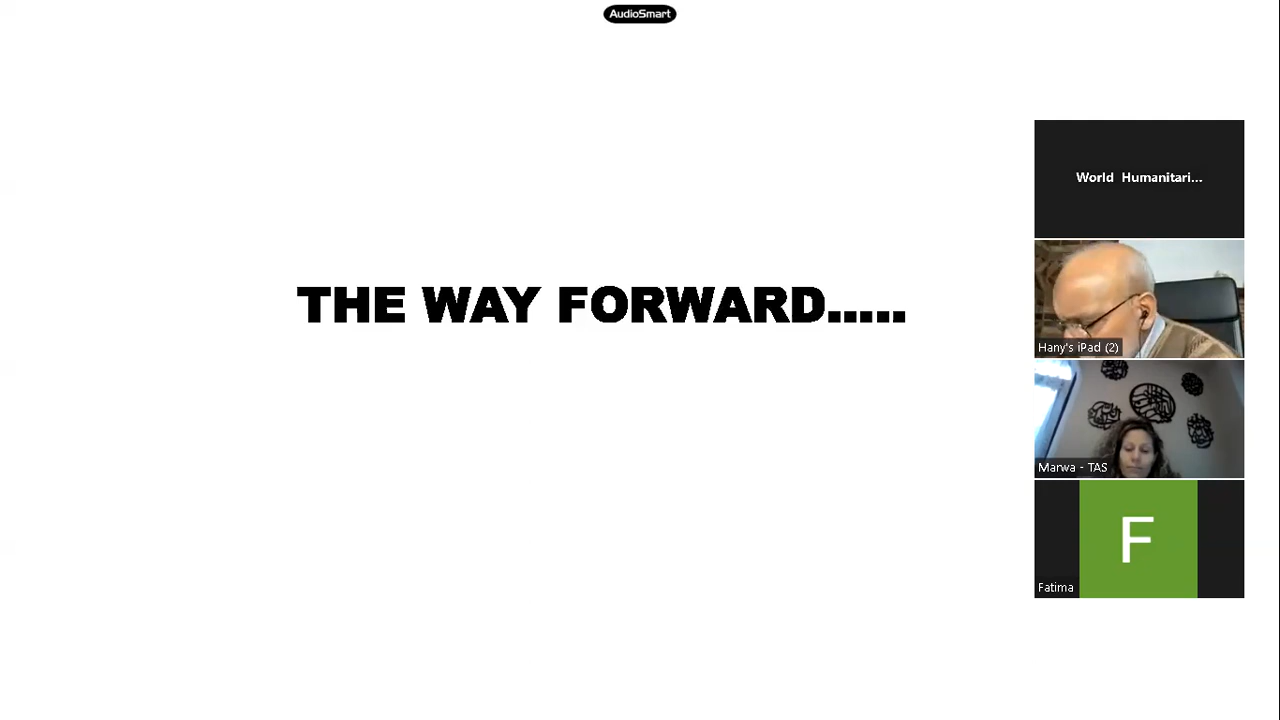 AudioSmart
World Humanitari...
THE WAY FORWARD.....
Hany's iPad (2)
Marwa - TAS
F
Fatima